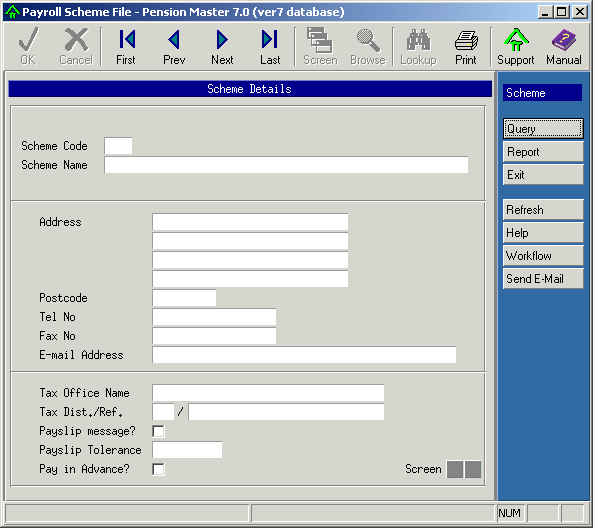 Payroll Scheme File - Pension Master 7.0 (ver7 database)
OK Cancel First Prev Next Last Screen Browse Lookup Print Support Manual
Scheme Details
Scheme
Scheme Code
Scheme Name
Query
Report
Exit
Refresh
Help
Workflow
Send E-Mail
Address
Postcode
Tel No
Fax No
E-mail Address
Tax Office Name
Tax Dist./Ref. /
Payslip message?
Payslip Tolerance
Pay in Advance? Screen
NUM